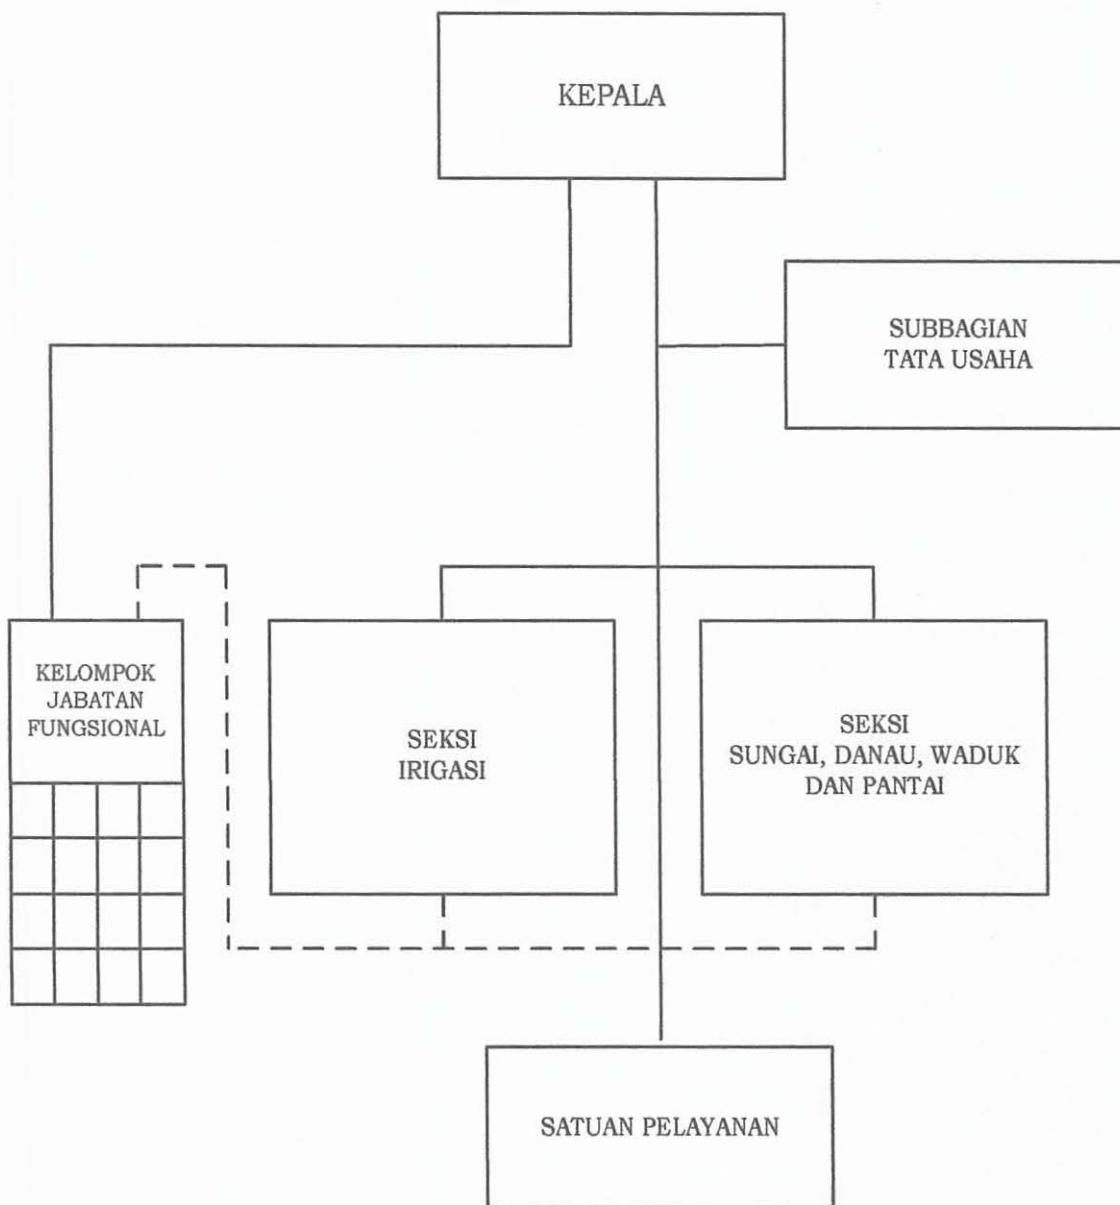 KEPALA
SUBBAGIAN
TATA USAHA
KELOMPOK
JABATAN
FUNGSIONAL
SEKSI
IRIGASI
SEKSI
SUNGAI, DANAU, WADUK
DAN PANTAI
SATUAN PELAYANAN